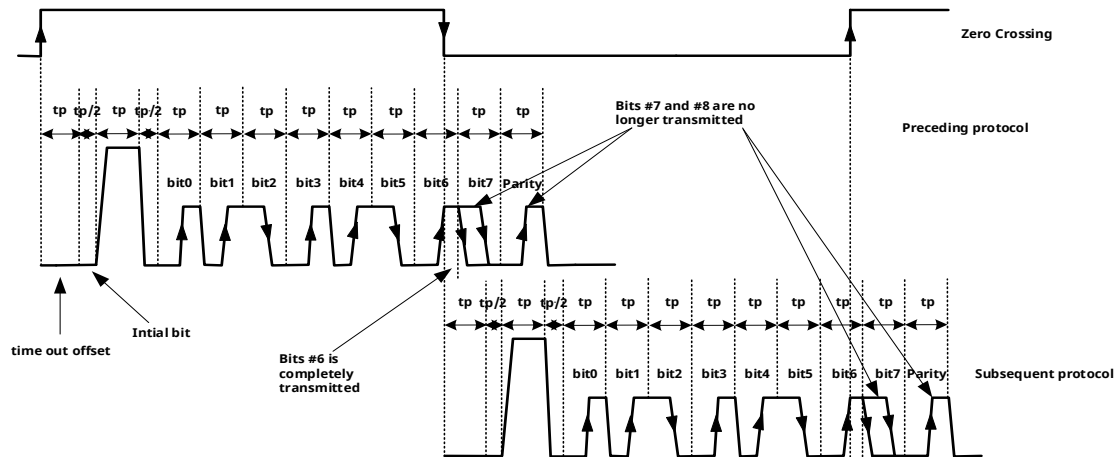 Zero Crossing
tp tp/2 tp tp/2 tp tp tp tp tp tp tp tp tp
Bits #7 and #8 are no
longer transmitted
Preceding protocol
bit0 bit1 bit2 bit3 bit4 bit5 bit6 bit7 Parity
tp tp/2 tp tp/2 tp tp tp tp tp tp tp tp tp
Intial bit
time out offset
Bits #6 is
completely
transmitted
bit0 bit1 bit2 bit3 bit4 bit5 bit6 bit7 Parity
Subsequent protocol